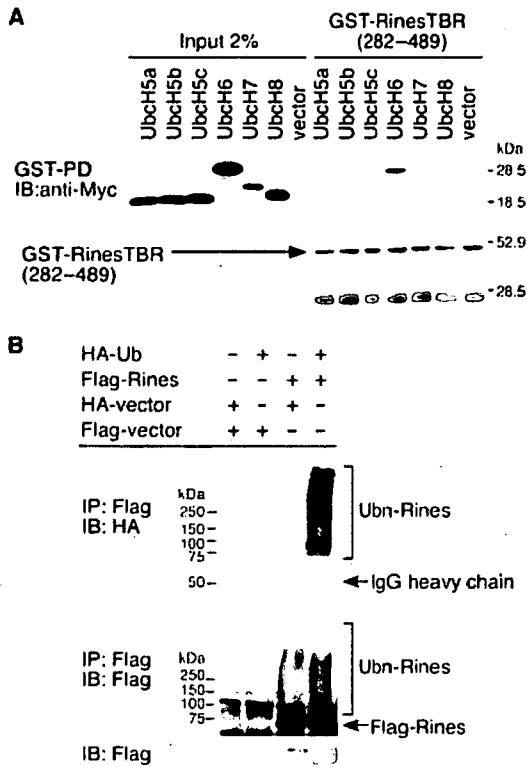 A
Input 2%
GST-RinesTBR
(282–489)
UbcH5a
UbcH5b
UbcH5c
UbcH6
UbcH7
UbcH8
vector
UbcH5a
UbcH5b
UbcH5c
UbcH6
UbcH7
UbcH8
vector
kDa
GST-PD
IB:anti-Myc
-28.5
-18.5
GST-RinesTBR
(282–489)
-52.9
-28.5
B
HA-Ub - + - +
Flag-Rines - - + +
HA-vector + - + -
Flag-vector + + - -
IP: Flag
IB: HA
kDa
250-
150-
100-
75-
50-
Ubn-Rines
IgG heavy chain
IP: Flag
IB: Flag
kDa
250-
150-
100-
75-
Ubn-Rines
Flag-Rines
IB: Flag